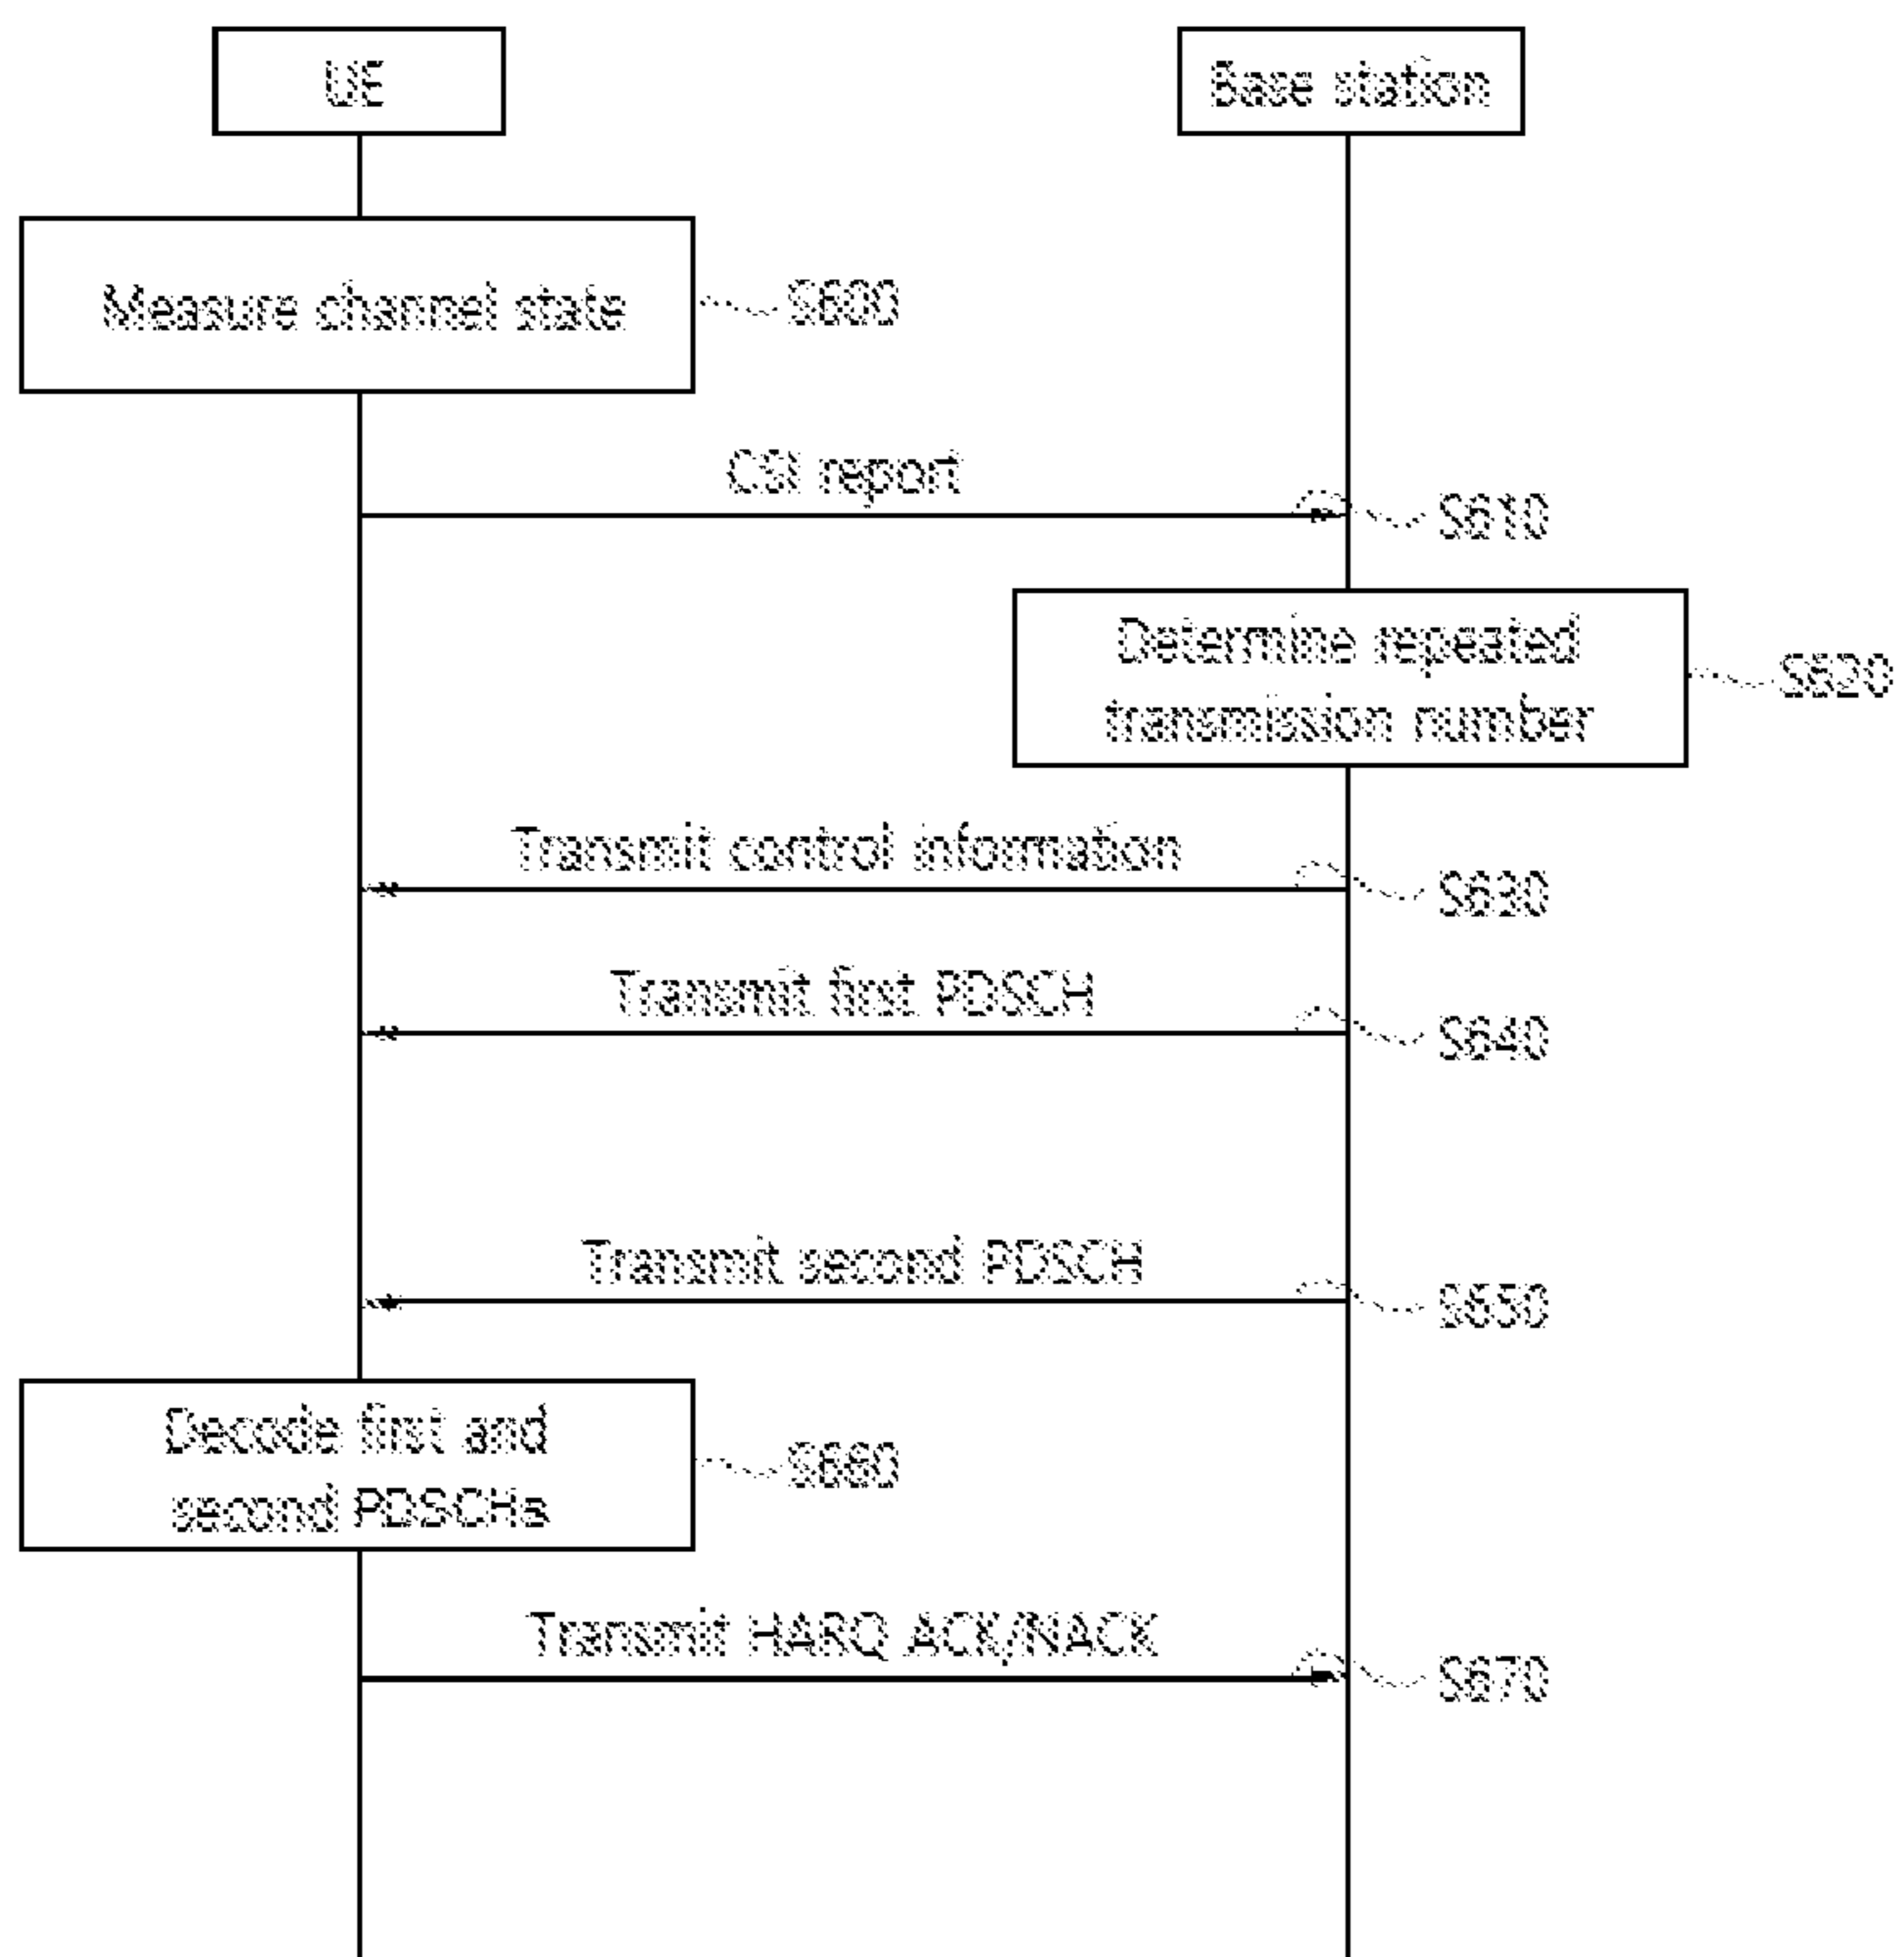 UE
Base station
Measure channel state
S600
CSI report
S610
Determine repeated
transmission number
S620
Transmit control information
S630
Transmit first PDSCH
S640
Transmit second PDSCH
S650
Decode first and
second PDSCHs
S660
Transmit HARQ ACK/NACK
S670